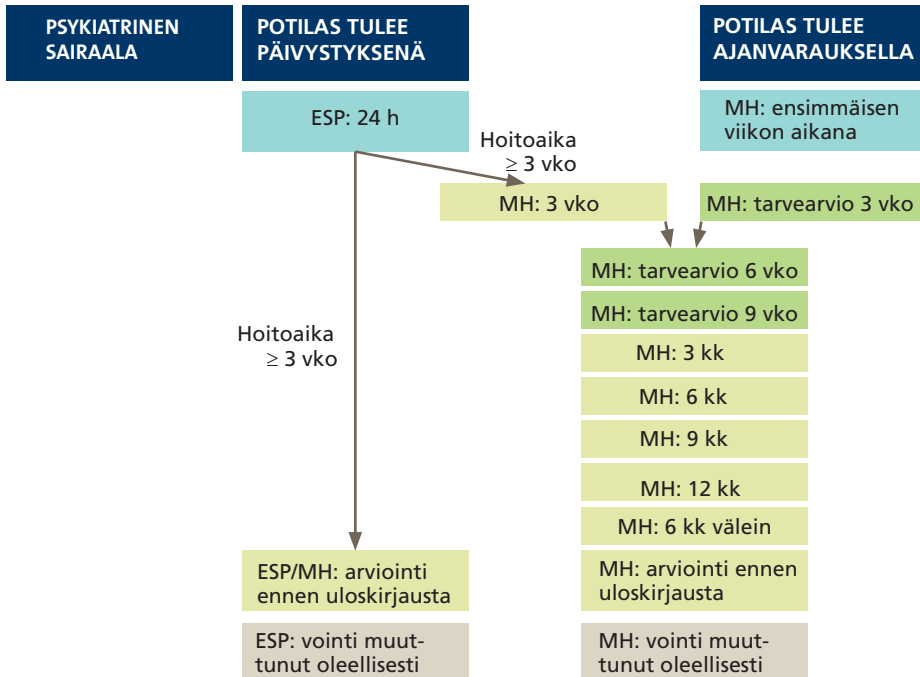 PSYKIATRINEN
SAIRAALA
POTILAS TULEE
PÄIVYSTYKSENÄ
POTILAS TULEE
AJANVARAUKSELLA
ESP: 24 h
MH: ensimmäisen
viikon aikana
Hoitoaika
≥ 3 vko
MH: 3 vko
MH: tarvearvio 3 vko
MH: tarvearvio 6 vko
MH: tarvearvio 9 vko
Hoitoaika
≥ 3 vko
MH: 3 kk
MH: 6 kk
MH: 9 kk
MH: 12 kk
MH: 6 kk välein
ESP/MH: arviointi
ennen uloskirjausta
MH: arviointi ennen
uloskirjausta
ESP: vointi muut-
tunut oleellisesti
MH: vointi muut-
tunut oleellisesti